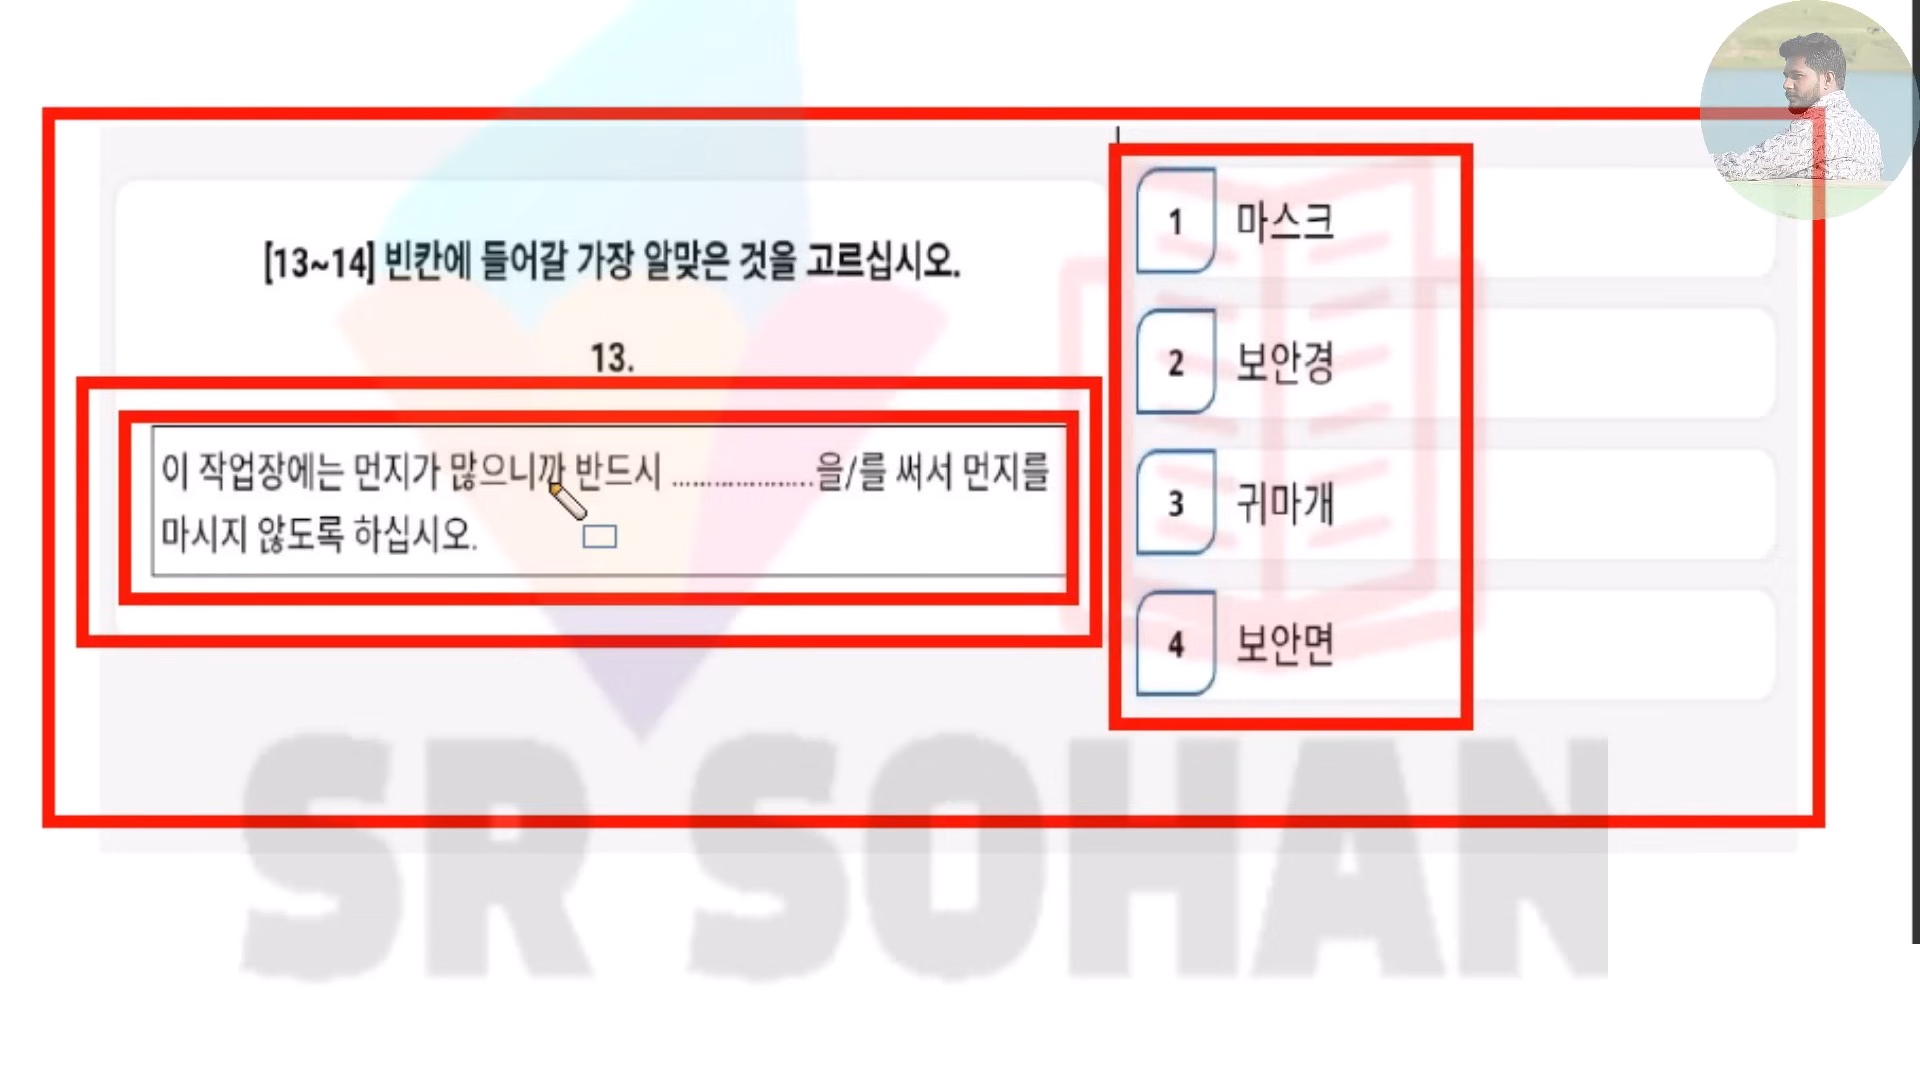 [13~14] 빈칸에 들어갈 가장 알맞은 것을 고르십시오.
13.
이 작업장에는 먼지가 많으니까 반드시 ....................을/를 써서 먼지를
마시지 않도록 하십시오.
1 마스크
2 보안경
3 귀마개
4 보안면
SR SOHAN